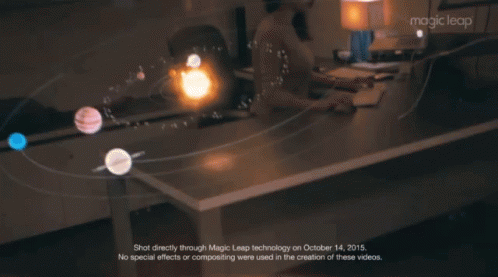 magic leap
Shot directly through Magic Leap technology on October 14, 2015.
No special effects or compositing were used in the creation of these videos.